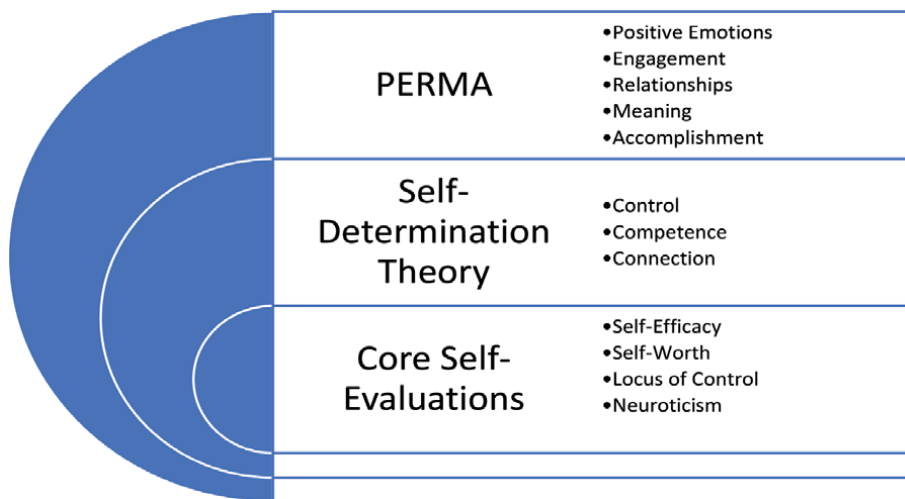 PERMA
•Positive Emotions
•Engagement
•Relationships
•Meaning
•Accomplishment
Self-
Determination
Theory
•Control
•Competence
•Connection
Core Self-
Evaluations
•Self-Efficacy
•Self-Worth
•Locus of Control
•Neuroticism